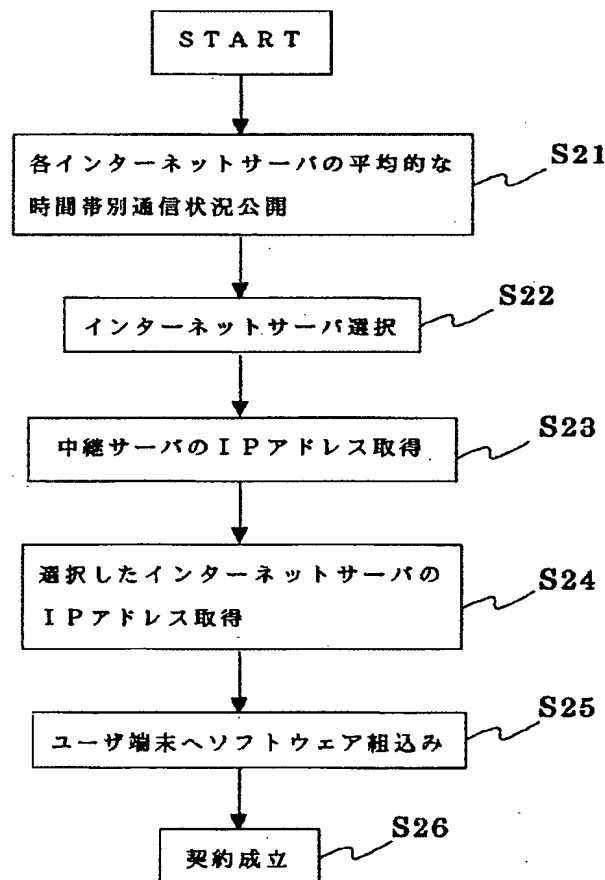 START
各インターネットサーバの平均的な
時間帯別通信状況公開
S21
インターネットサーバ選択
S22
中継サーバのIPアドレス取得
S23
選択したインターネットサーバの
IPアドレス取得
S24
ユーザ端末へソフトウェア組込み
S25
契約成立
S26